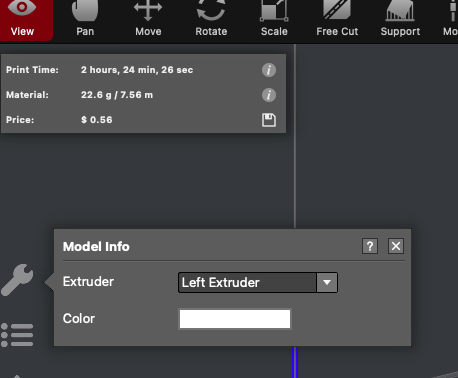 View Pan Move Rotate Scale Free Cut Support
Print Time: 2 hours, 24 min, 26 sec i
Material: 22.6 g / 7.56 m i
Price: $ 0.56
Model Info ?
Extruder Left Extruder
Color